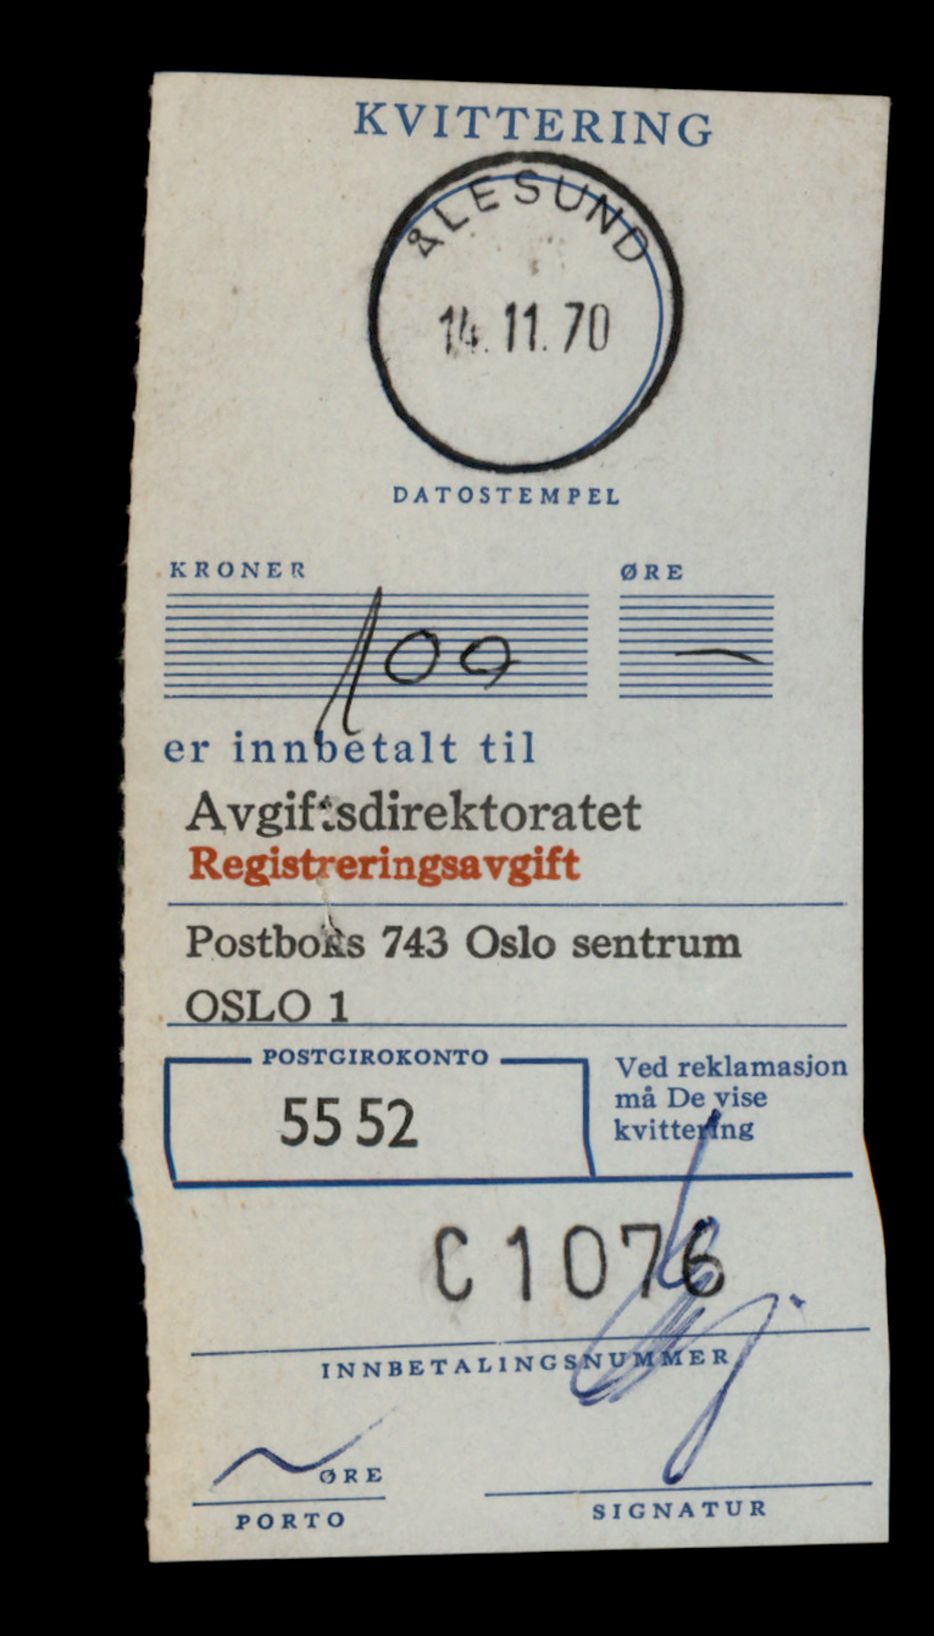 KVITTERING
ÅLESUND
14.11.70
DATOSTEMPEL
KRONER ØRE
100 —
er innbetalt til
Avgiftsdirektoratet
Registreringsavgift
Postboks 743 Oslo sentrum
OSLO 1
POSTGIROKONTO
55 52
Ved reklamasjon
må De vise
kvittering
C1076
INNBETALINGSNUMMER
ØRE
PORTO
SIGNATUR